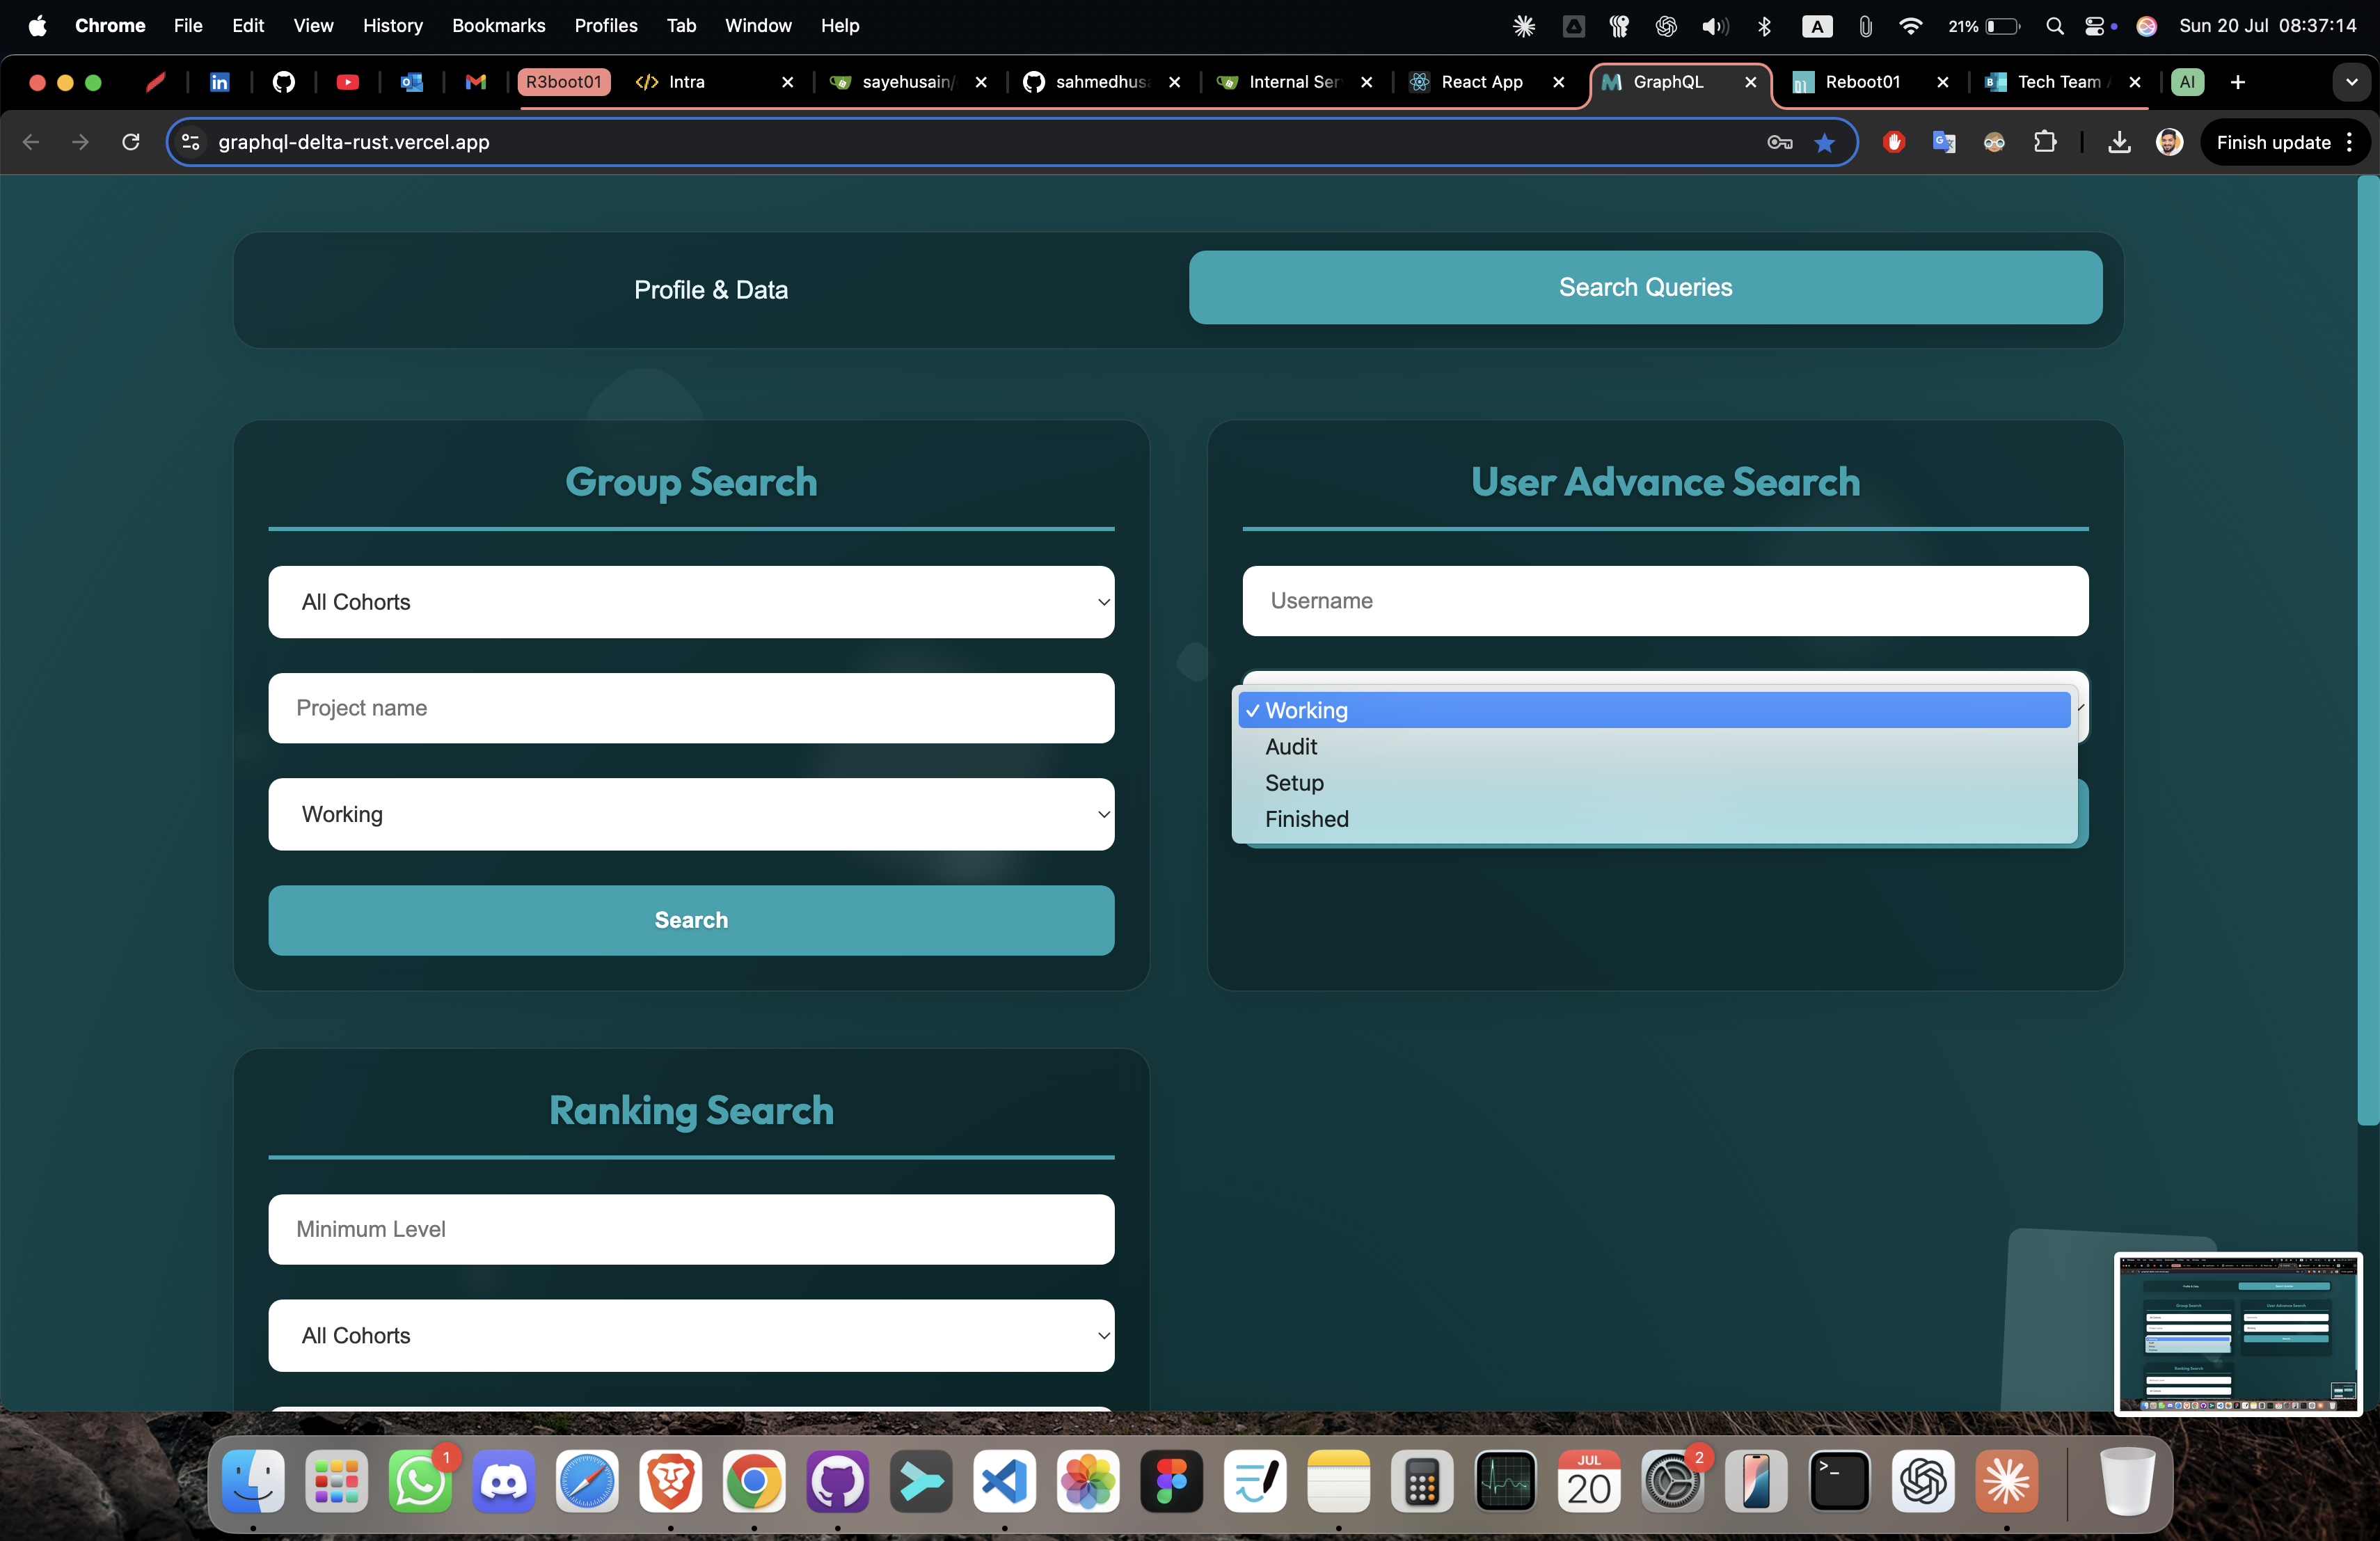 Chrome File Edit View History Bookmarks Profiles Tab Window Help
A 21% Sun 20 Jul 08:37:14
R3boot01 Intra sayehusain/ sahmedhus Internal Ser React App GraphQL Reboot01 Tech Team AI
graphql-delta-rust.vercel.app
Finish update
Profile & Data
Search Queries
Group Search
All Cohorts
Project name
Working
Search
User Advance Search
Username
Working
Audit
Setup
Finished
Ranking Search
Minimum Level
All Cohorts
1
JUL
20
2